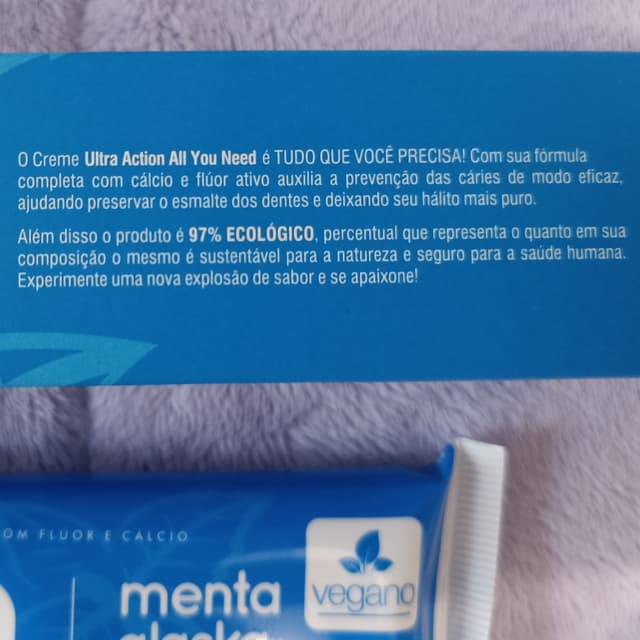 O Creme Ultra Action All You Need é TUDO QUE VOCÊ PRECISA! Com sua fórmula
completa com cálcio e flúor ativo auxilia a prevenção das cáries de modo eficaz,
ajudando preservar o esmalte dos dentes e deixando seu hálito mais puro.
Além disso o produto é 97% ECOLÓGICO, percentual que representa o quanto em sua
composição o mesmo é sustentável para a natureza e seguro para a saúde humana.
Experimente uma nova explosão de sabor e se apaixone!
OM FLUOR E CÁLCIO
menta
alaska
vegano